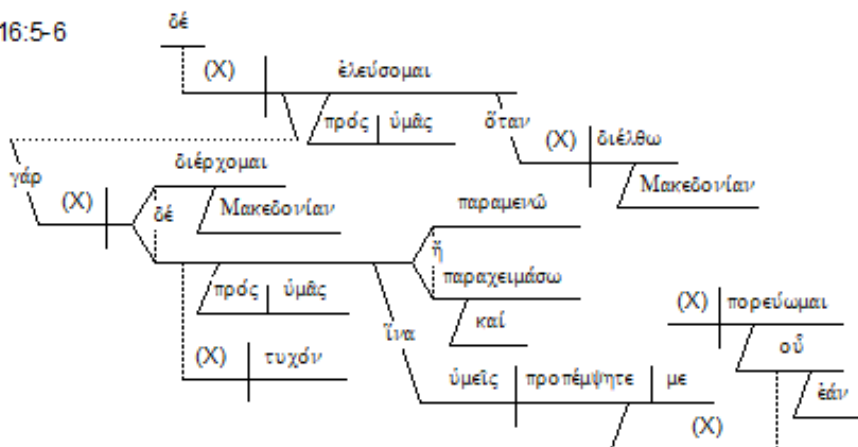 16:5-6
δέ
(X) ἐλεύσομαι
πρός ὑμᾶς ὅταν
(X) διέλθω
Μακεδονίαν
γάρ
(X) διέρχομαι
δέ Μακεδονίαν
παραμενῶ
ἤ
παραχειμάσω
καί
πρός ὑμᾶς
(X) τυχόν
ἵνα
ὑμεῖς προπέμψητε με
(X)
(X) πορεύωμαι
οὗ
ἐάν